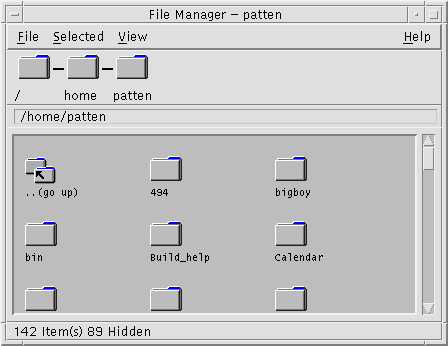 File Manager – patten
File Selected View Help
/ home patten
/home/patten
..(go up) 494 bigboy
bin Build_help Calendar
142 Item(s) 89 Hidden